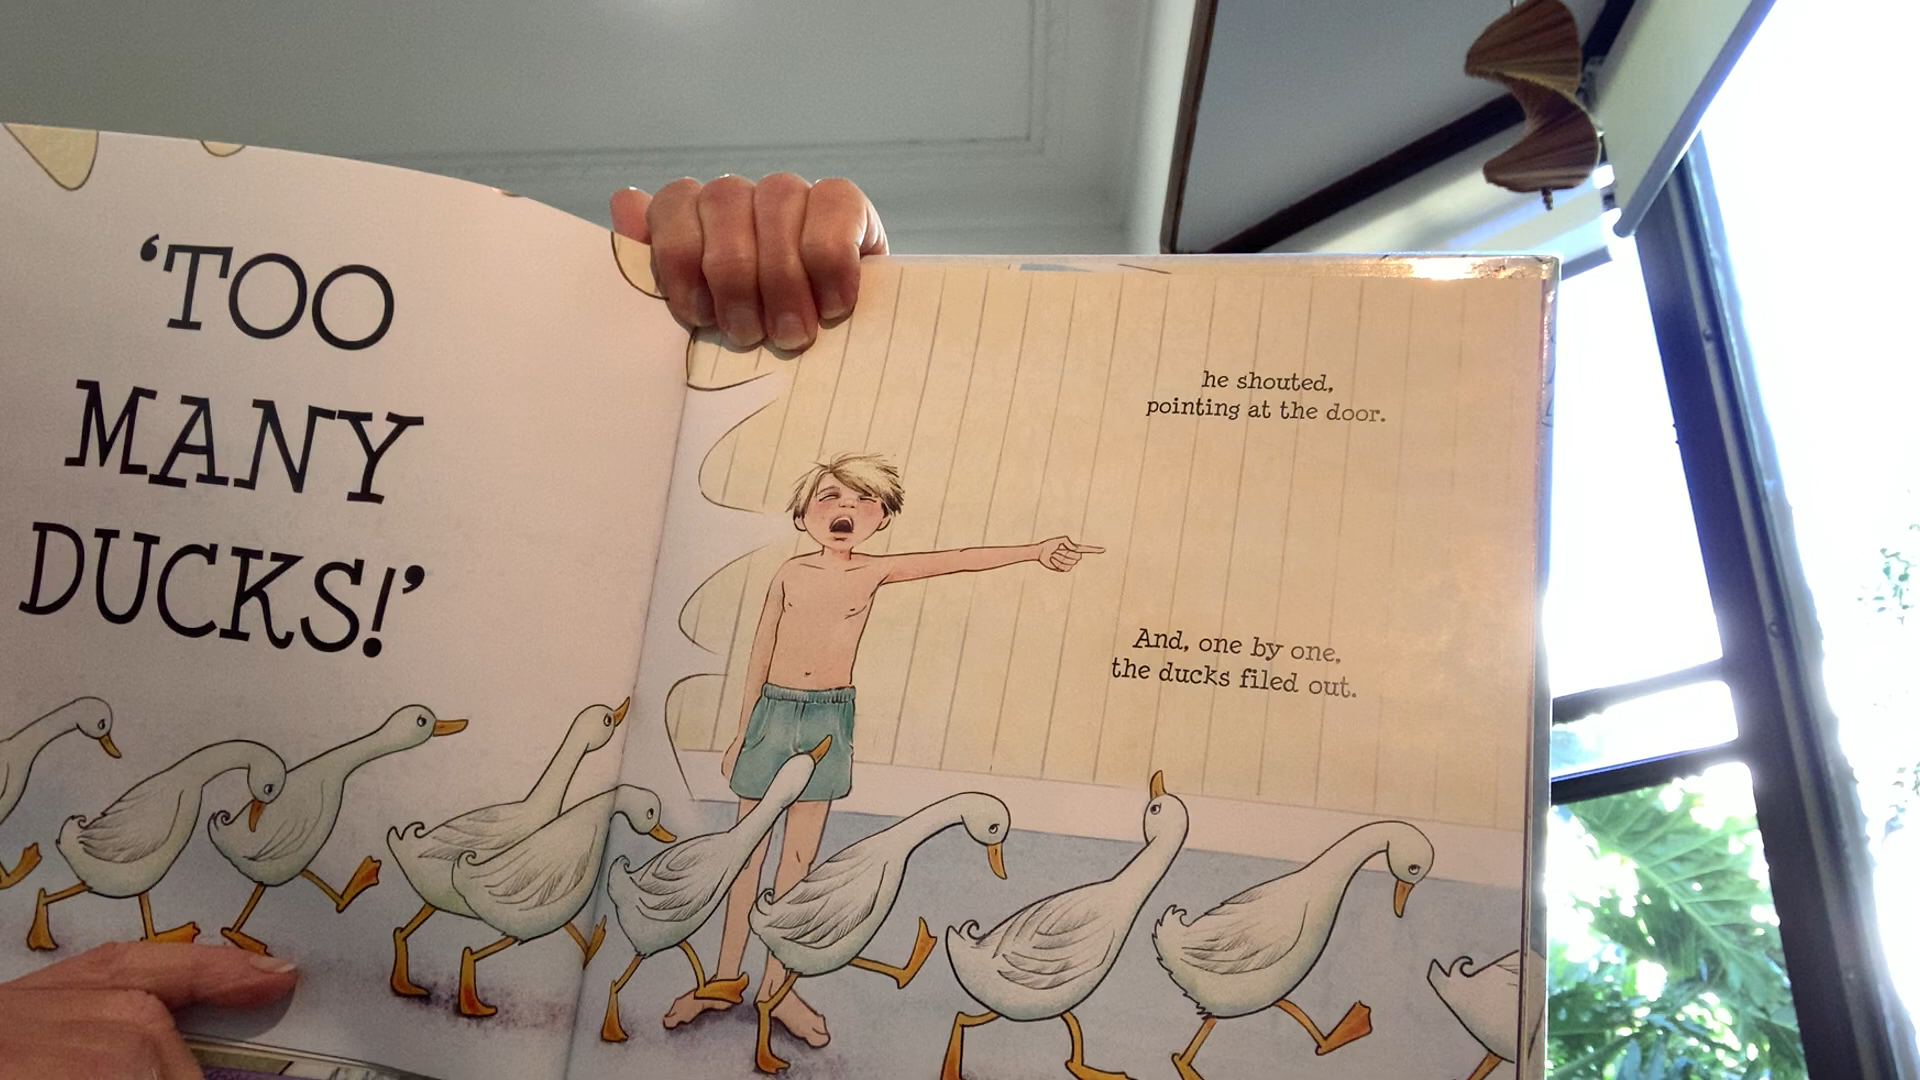 ‘TOO
MANY
DUCKS!’
he shouted,
pointing at the door.
And, one by one,
the ducks filed out.